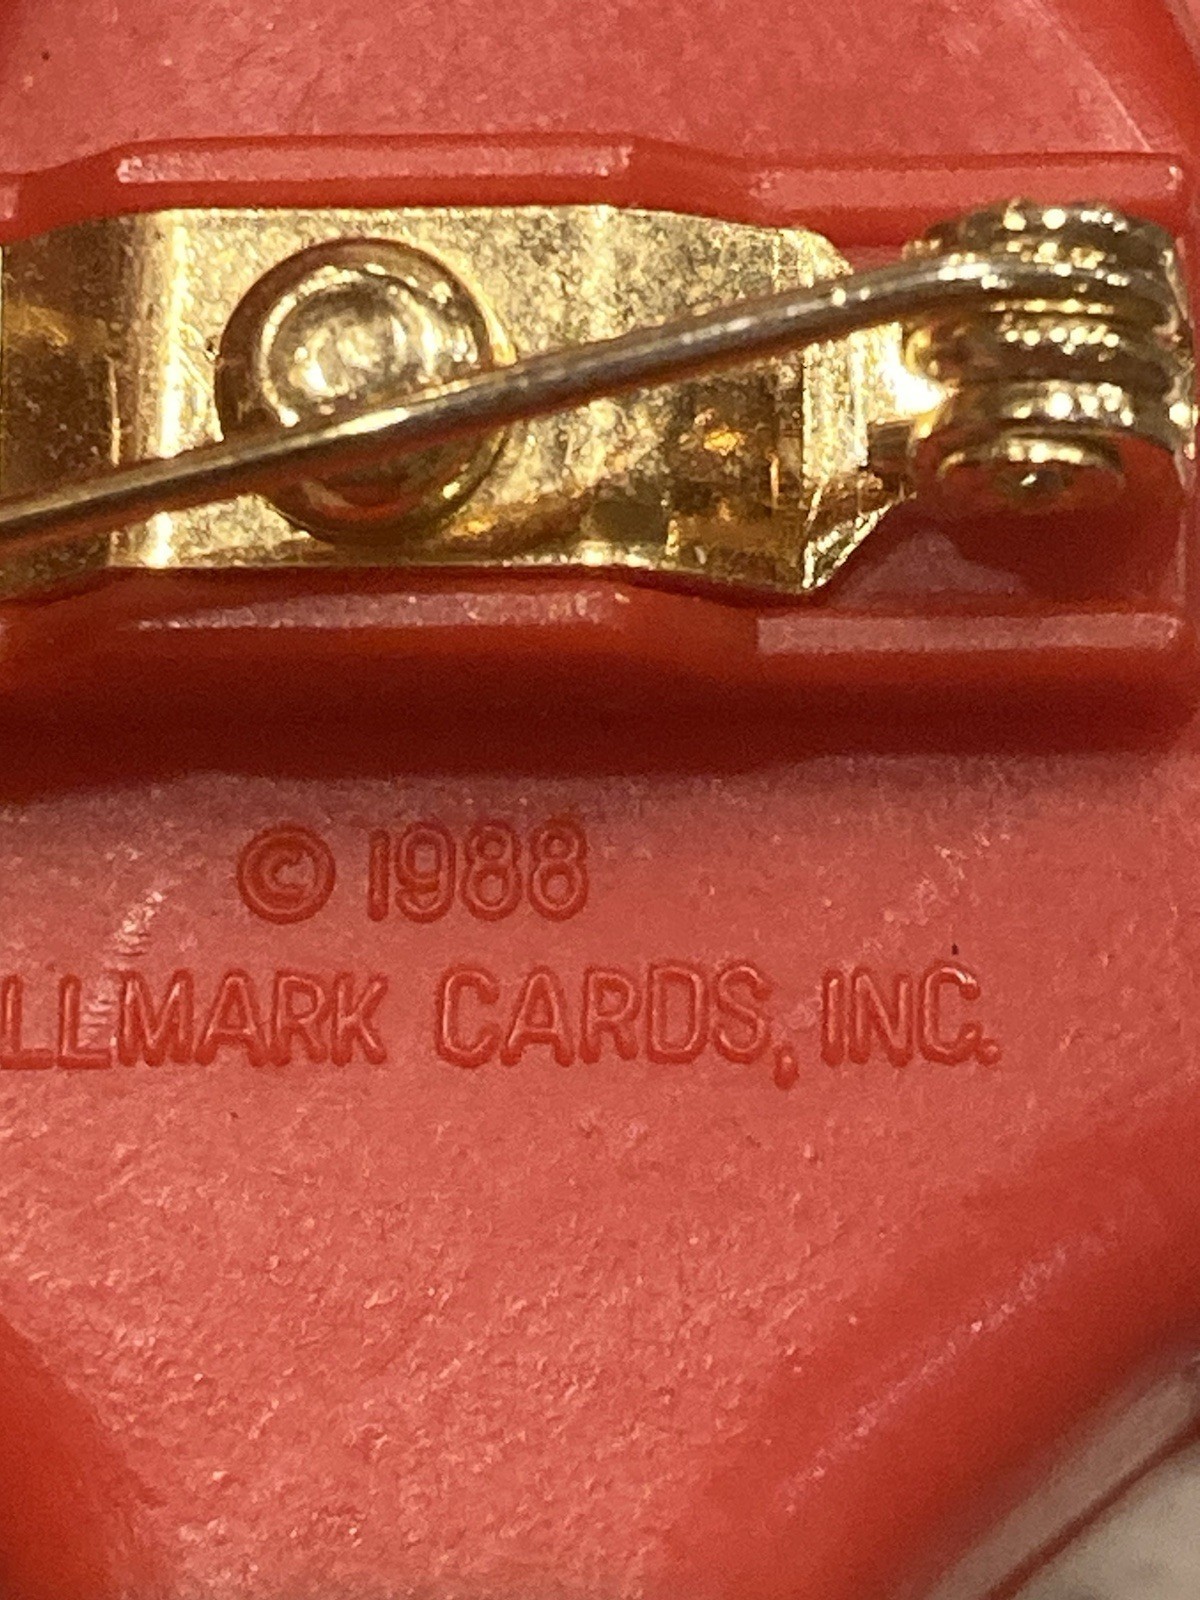 © 1988
LLMARK CARDS, INC.